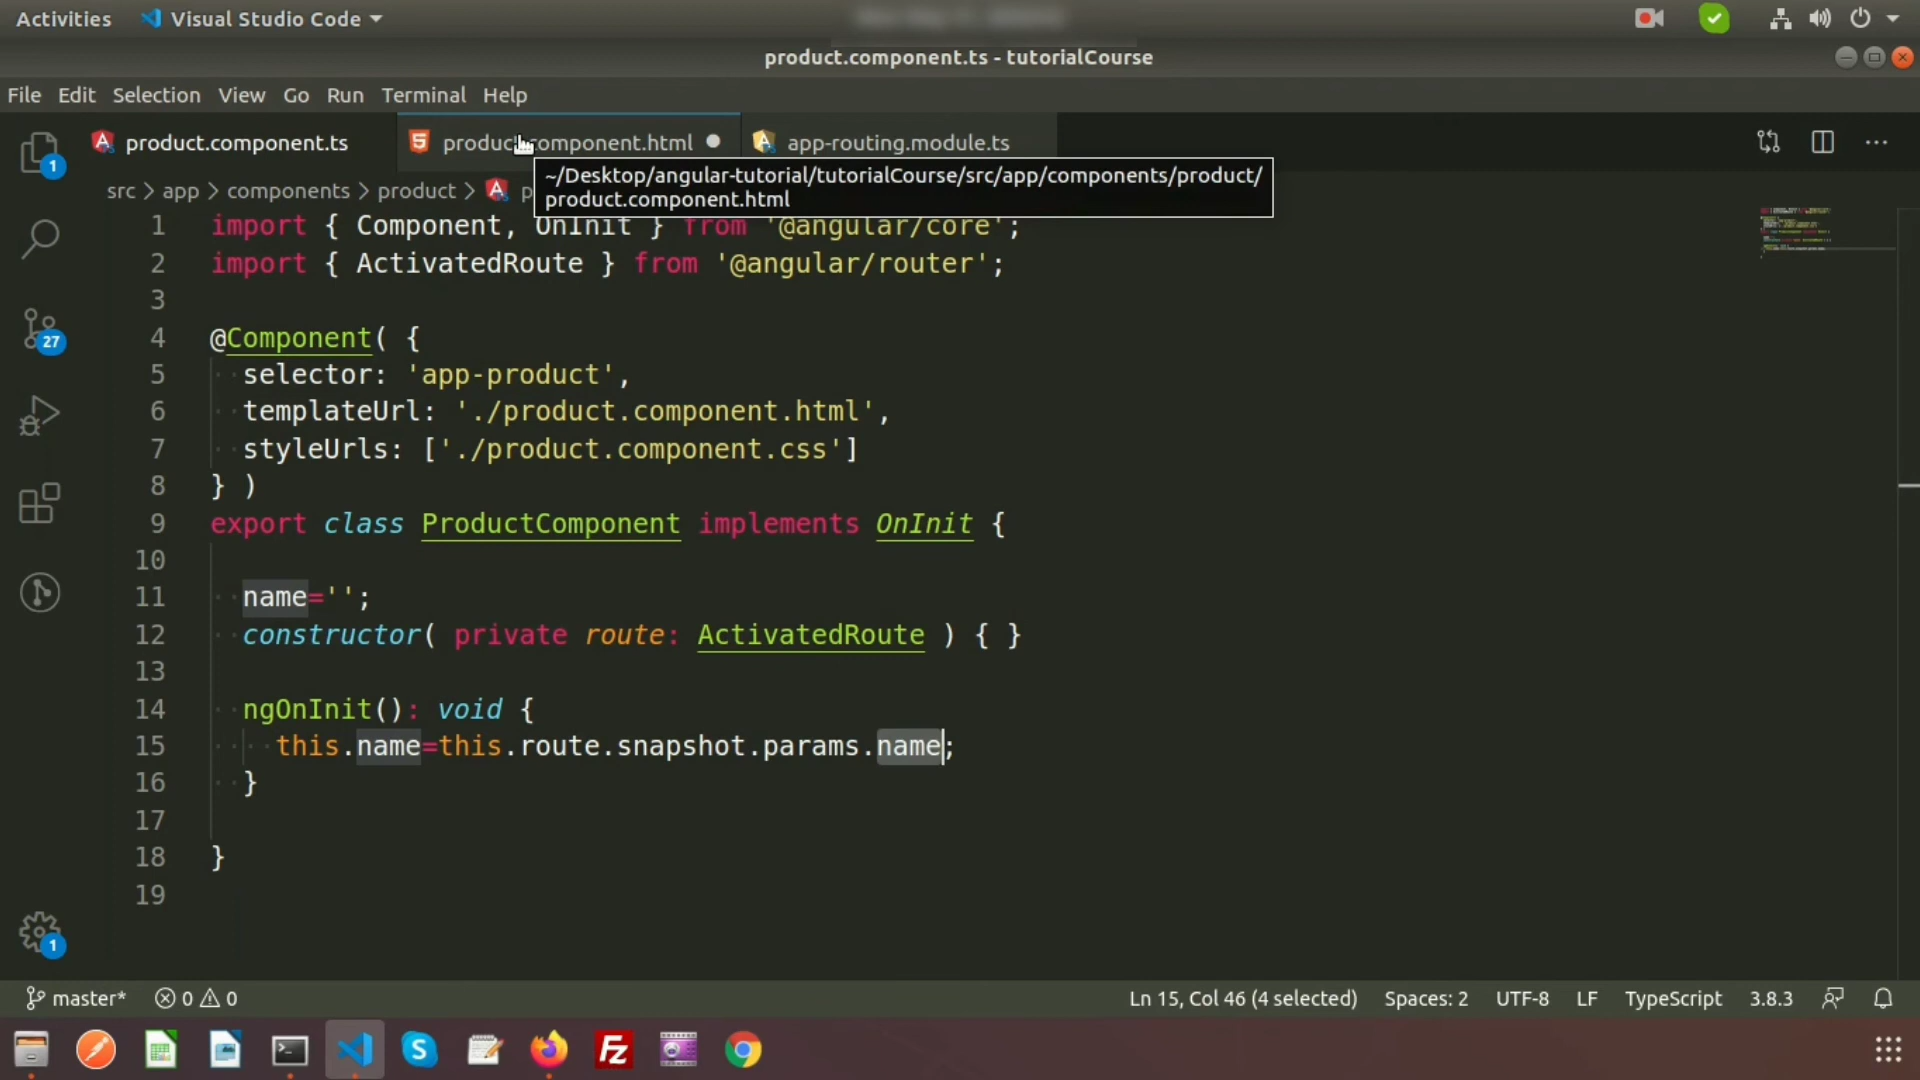 Activities Visual Studio Code
product.component.ts - tutorialCourse
File Edit Selection View Go Run Terminal Help
product.component.ts product.component.html app-routing.module.ts
~/Desktop/angular-tutorial/tutorialCourse/src/app/components/product/
product.component.html
src > app > components > product >
1 import { Component, OnInit } from '@angular/core';
2 import { ActivatedRoute } from '@angular/router';
3
4 @Component( {
5 selector: 'app-product',
6 templateUrl: './product.component.html',
7 styleUrls: ['./product.component.css']
8 } )
9 export class ProductComponent implements OnInit {
10
11 name='';
12 constructor( private route: ActivatedRoute ) { }
13
14 ngOnInit(): void {
15 this.name=this.route.snapshot.params.name;
16 }
17
18 }
19
1
27
1
master* 0 0 Ln 15, Col 46 (4 selected) Spaces: 2 UTF-8 LF TypeScript 3.8.3